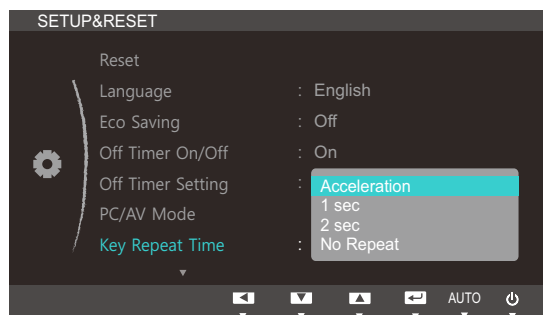 SETUP&RESET
Reset
Language : English
Eco Saving : Off
Off Timer On/Off : On
Off Timer Setting :
Acceleration
1 sec
PC/AV Mode
2 sec
Key Repeat Time : No Repeat
AUTO